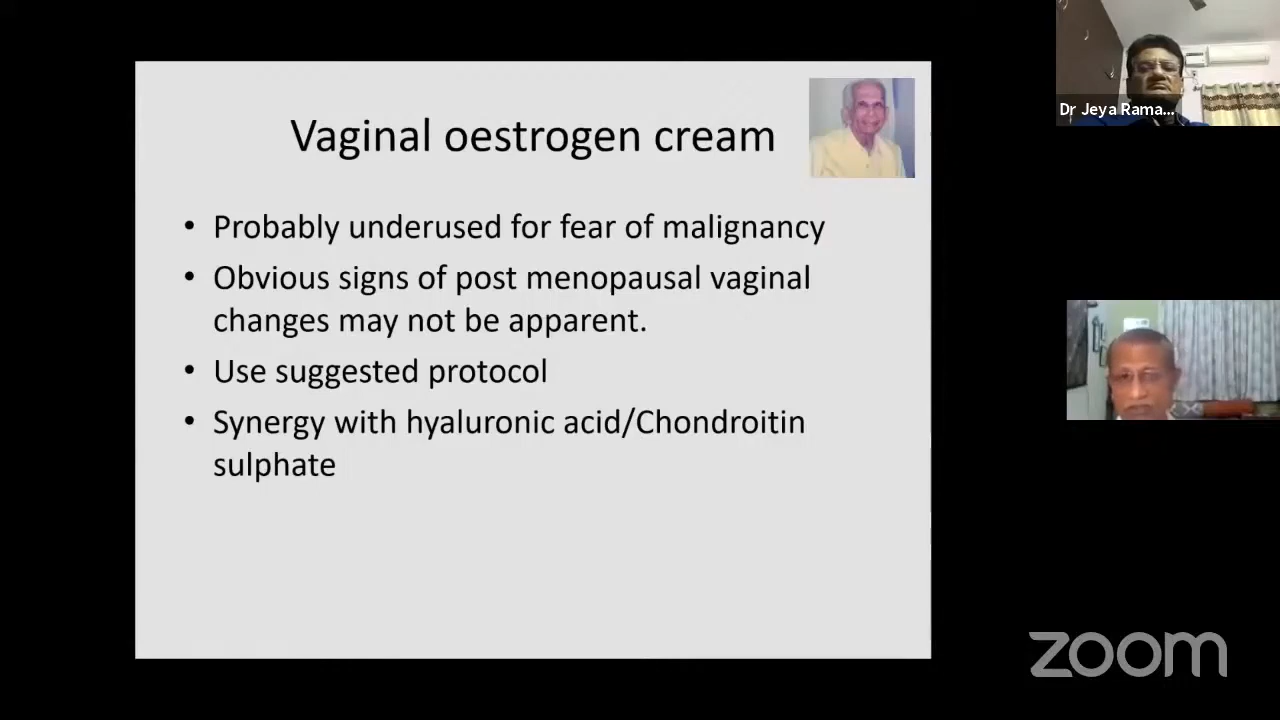 Vaginal oestrogen cream
• Probably underused for fear of malignancy
• Obvious signs of post menopausal vaginal
changes may not be apparent.
• Use suggested protocol
• Synergy with hyaluronic acid/Chondroitin
sulphate
Dr Jeya Rama...
zoom